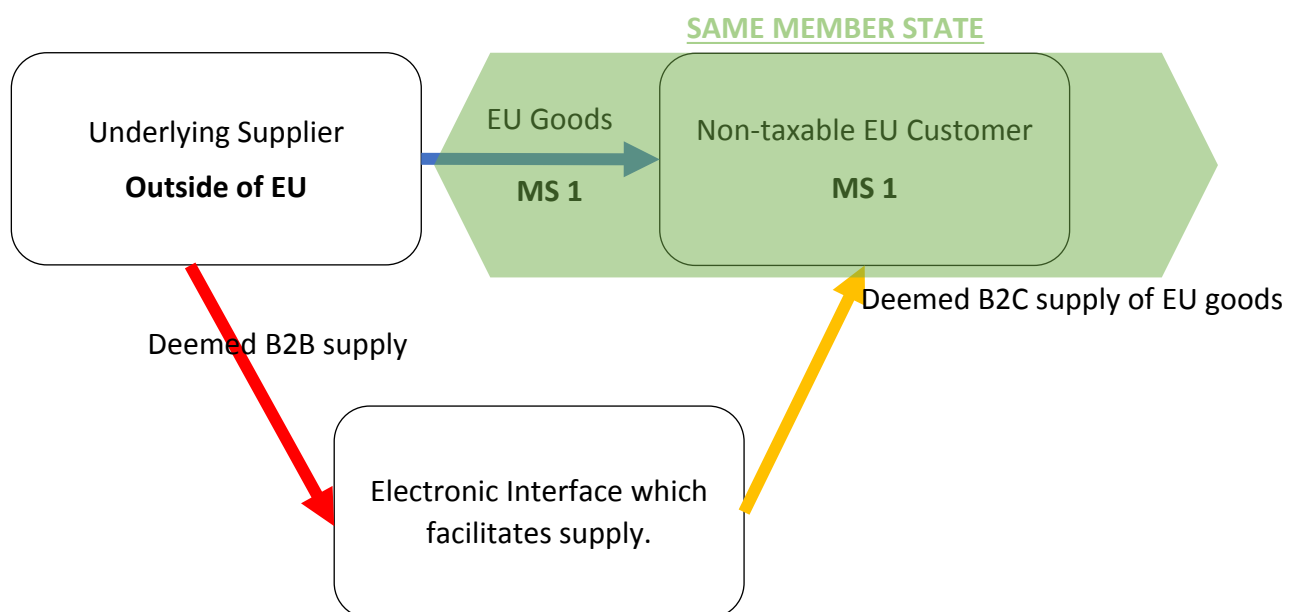 SAME MEMBER STATE
Underlying Supplier
Outside of EU
EU Goods
MS 1
Non-taxable EU Customer
MS 1
Deemed B2B supply
Deemed B2C supply of EU goods
Electronic Interface which
facilitates supply.